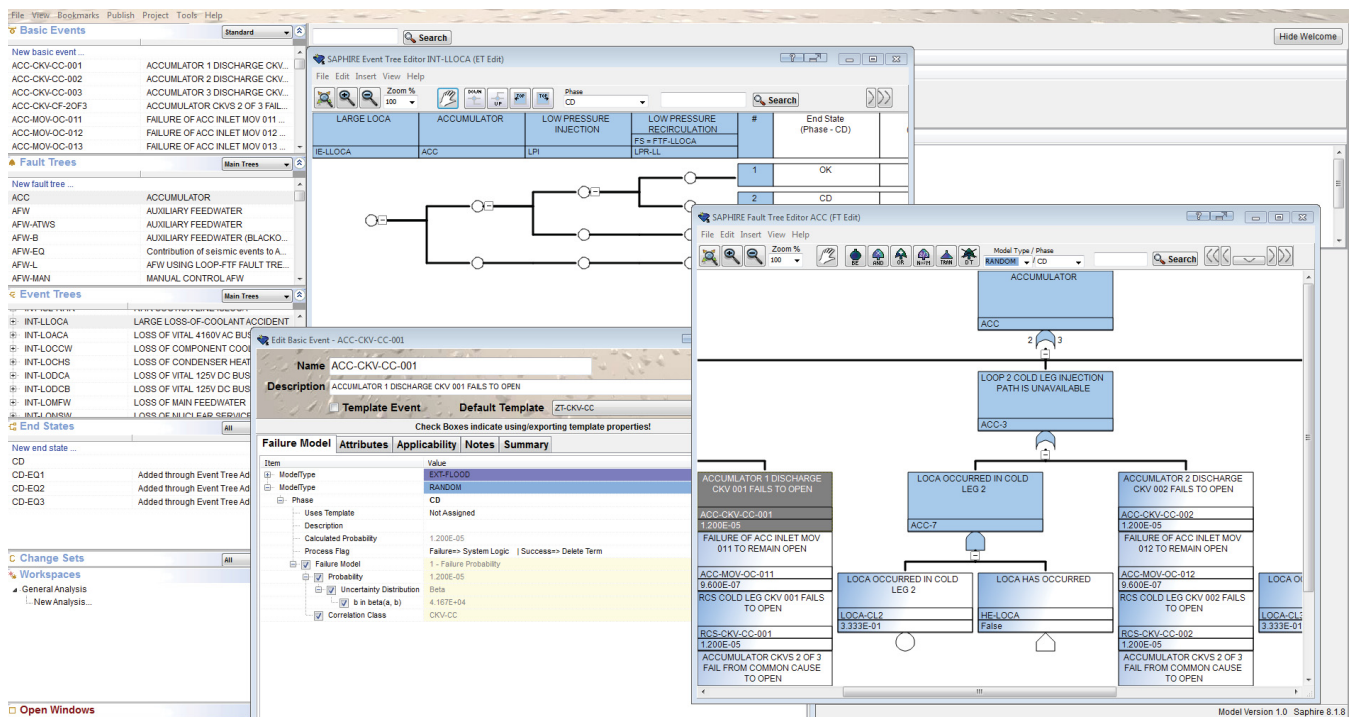 File View Bookmarks Publish Project Tools Help
Basic Events Standard
New basic event ...
ACC-CKV-CC-001 ACCUMLATOR 1 DISCHARGE CKV...
ACC-CKV-CC-002 ACCUMLATOR 2 DISCHARGE CKV...
ACC-CKV-CC-003 ACCUMLATOR 3 DISCHARGE CKV...
ACC-CKV-CF-2OF3 ACCUMULATOR CKVS 2 OF 3 FAIL...
ACC-MOV-OC-011 FAILURE OF ACC INLET MOV 011 ...
ACC-MOV-OC-012 FAILURE OF ACC INLET MOV 012 ...
ACC-MOV-OC-013 FAILURE OF ACC INLET MOV 013 ...
Fault Trees Main Trees
New fault tree ...
ACC ACCUMULATOR
AFW AUXILIARY FEEDWATER
AFW-ATWS AUXILIARY FEEDWATER
AFW-B AUXILIARY FEEDWATER (BLACKO...
AFW-EQ Contribution of seismic events to A...
AFW-L AFW USING LOOP-FTF FAULT TRE...
AFW-MAN MANUAL CONTROL AFW
Event Trees Main Trees
INT-LLOCA LARGE LOSS-OF-COOLANT ACCIDENT
INT-LOACA LOSS OF VITAL 4160V AC BUS
INT-LOCCW LOSS OF COMPONENT COOL
INT-LOCHS LOSS OF CONDENSER HEAT
INT-LODCA LOSS OF VITAL 125V DC BUS
INT-LODCB LOSS OF VITAL 125V DC BUS
INT-LOMFW LOSS OF MAIN FEEDWATER
INT-LONSW LOSS OF NUCLEAR SERVICE
End States All
New end state ...
CD
CD-EQ1 Added through Event Tree Ad
CD-EQ2 Added through Event Tree Ad
CD-EQ3 Added through Event Tree Ad
Change Sets All
Workspaces
General Analysis
New Analysis...
Open Windows
Search
Hide Welcome
SAPHIRE Event Tree Editor INT-LLOCA (ET Edit)
File Edit Insert View Help
Zoom %
100
DOWN
UP
TOP
TOE
Phase
CD
Search
LARGE LOCA
ACCUMULATOR
LOW PRESSURE
INJECTION
LOW PRESSURE
RECIRCULATION
FS = FTF-LLOCA
#
End State
(Phase - CD)
IE-LLOCA
ACC
LPI
LPR-LL
1 OK
2 CD
Edit Basic Event - ACC-CKV-CC-001
Name ACC-CKV-CC-001
Description ACCUMLATOR 1 DISCHARGE CKV 001 FAILS TO OPEN
Template Event Default Template ZT-CKV-CC
Check Boxes indicate using/exporting template properties!
Failure Model Attributes Applicability Notes Summary
Item Value
ModelType EXT-FLOOD
ModelType RANDOM
Phase CD
Uses Template Not Assigned
Description
Calculated Probability 1.200E-05
Process Flag Failure=> System Logic | Success=> Delete Term
Failure Model 1 - Failure Probability
Probability 1.200E-05
Uncertainty Distribution Beta
b in beta(a, b) 4.167E+04
Correlation Class CKV-CC
SAPHIRE Fault Tree Editor ACC (FT Edit)
File Edit Insert View Help
Zoom %
100
BE
AND
OR
N=>M
TRAN
D T
Model Type / Phase
RANDOM / CD
Search
ACCUMULATOR
ACC
2 3
LOOP 2 COLD LEG INJECTION
PATH IS UNAVAILABLE
ACC-3
ACCUMULATOR 1 DISCHARGE
CKV 001 FAILS TO OPEN
ACC-CKV-CC-001
1.200E-05
FAILURE OF ACC INLET MOV
011 TO REMAIN OPEN
ACC-MOV-OC-011
9.600E-07
RCS COLD LEG CKV 001 FAILS
TO OPEN
RCS-CKV-CC-001
1.200E-05
ACCUMULATOR CKVS 2 OF 3
FAIL FROM COMMON CAUSE
TO OPEN
LOCA OCCURRED IN COLD
LEG 2
ACC-7
LOCA OCCURRED IN COLD
LEG 2
LOCA-CL2
3.333E-01
LOCA HAS OCCURRED
HE-LOCA
False
ACCUMULATOR 2 DISCHARGE
CKV 002 FAILS TO OPEN
ACC-CKV-CC-002
1.200E-05
FAILURE OF ACC INLET MOV
012 TO REMAIN OPEN
ACC-MOV-OC-012
9.600E-07
RCS COLD LEG CKV 002 FAILS
TO OPEN
RCS-CKV-CC-002
1.200E-05
ACCUMULATOR CKVS 2 OF 3
FAIL FROM COMMON CAUSE
TO OPEN
LOCA
LOCA-CL3
3.333E-01
Model Version 1.0 Saphire 8.1.8